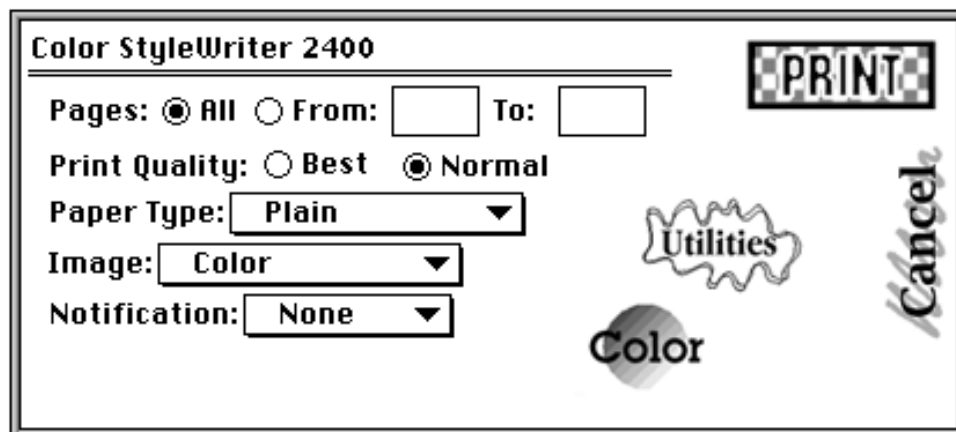 Color StyleWriter 2400
PRINT
Pages: All From: To:
Print Quality: Best Normal
Paper Type: Plain
Image: Color
Notification: None
Utilities
Cancel
Color